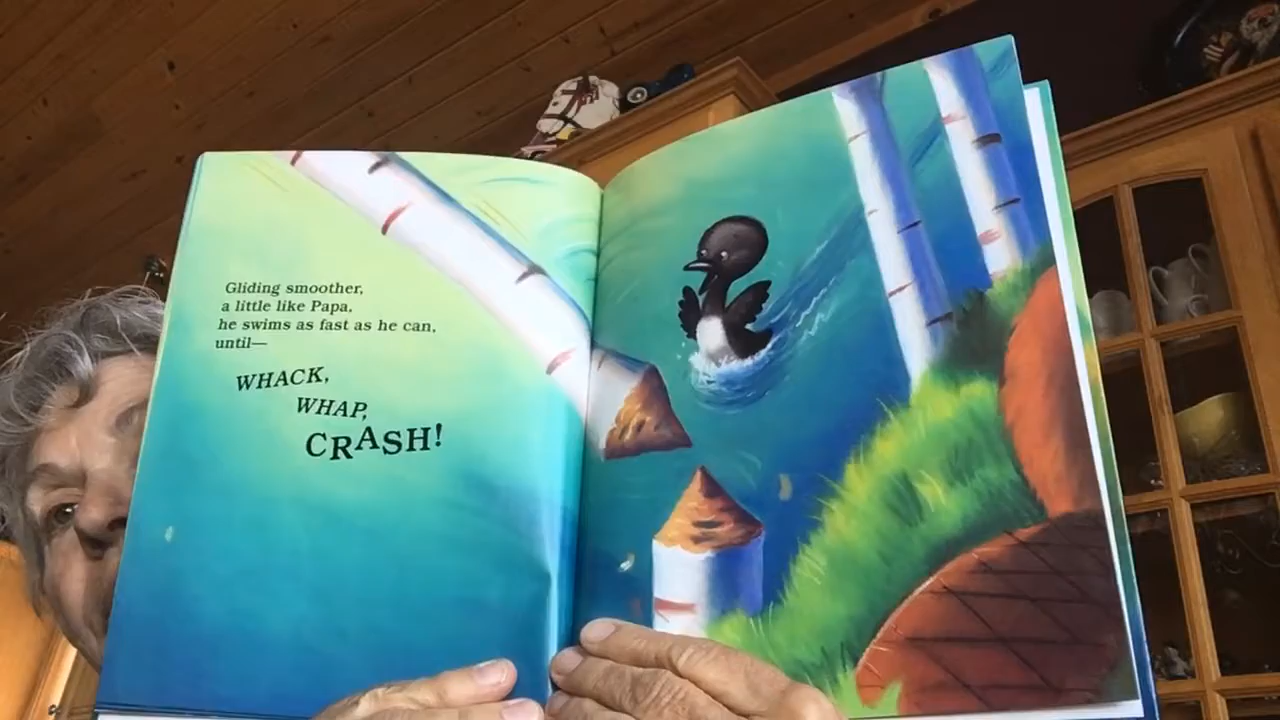 Gliding smoother,
a little like Papa,
he swims as fast as he can,
until—
WHACK,
WHAP,
CRASH!